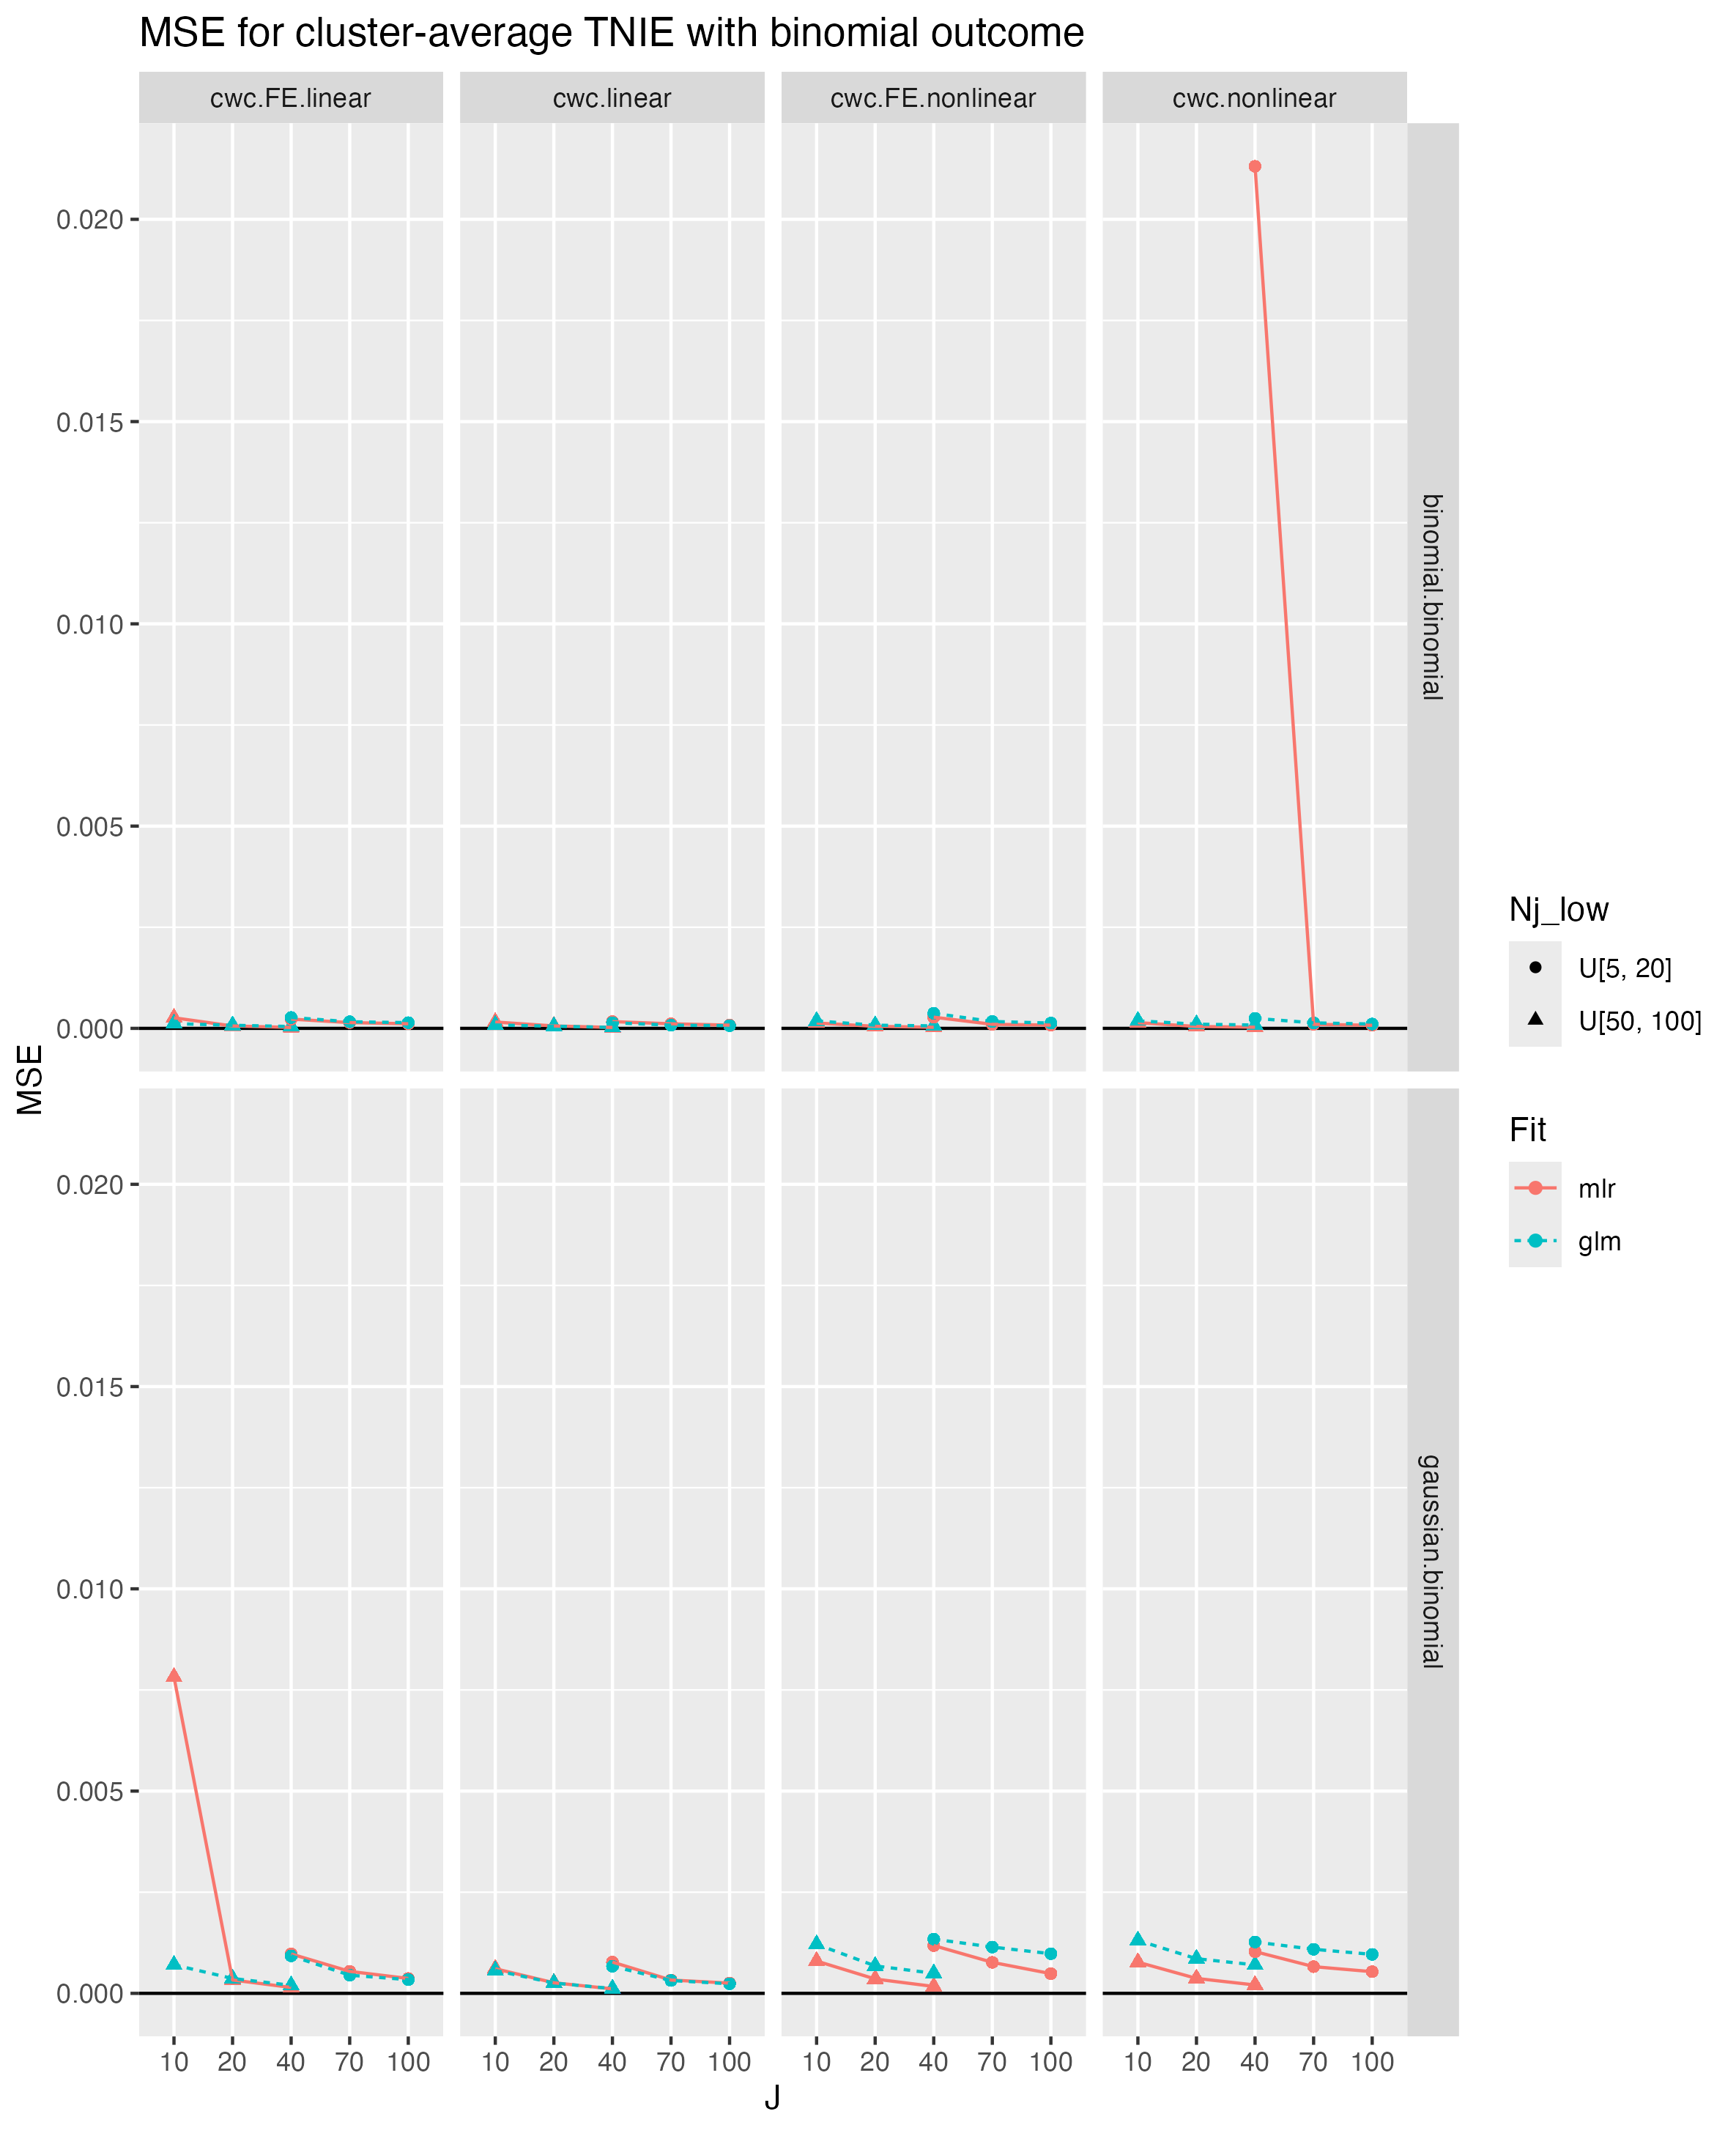 MSE for cluster-average TNIE with binomial outcome
cwc.FE.linear
cwc.linear
cwc.FE.nonlinear
cwc.nonlinear
0.020
0.015
0.010
0.005
0.000
binomial.binomial
0.020
0.015
0.010
0.005
0.000
gaussian.binomial
MSE
10 20 40 70 100
10 20 40 70 100
10 20 40 70 100
10 20 40 70 100
J
Nj_low
U[5, 20]
U[50, 100]
Fit
mlr
glm